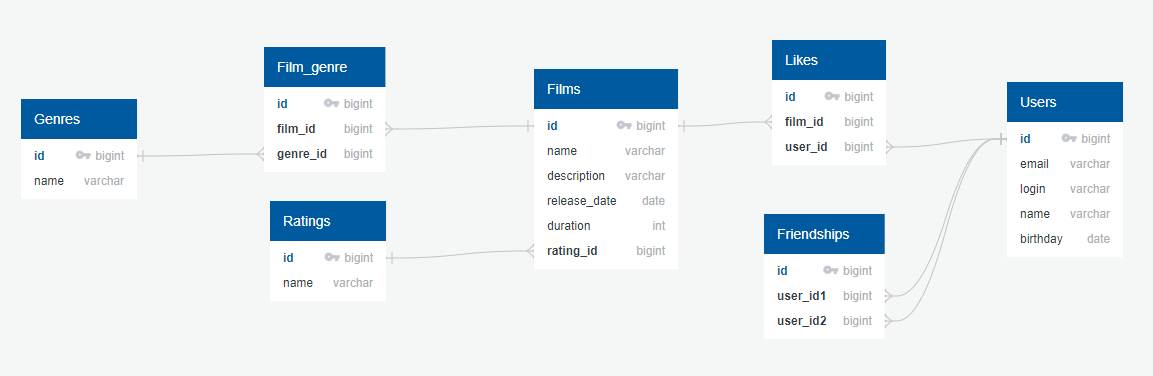 Genres
id bigint
name varchar
Film_genre
id bigint
film_id bigint
genre_id bigint
Ratings
id bigint
name varchar
Films
id bigint
name varchar
description varchar
release_date date
duration int
rating_id bigint
Likes
id bigint
film_id bigint
user_id bigint
Friendships
id bigint
user_id1 bigint
user_id2 bigint
Users
id bigint
email varchar
login varchar
name varchar
birthday date